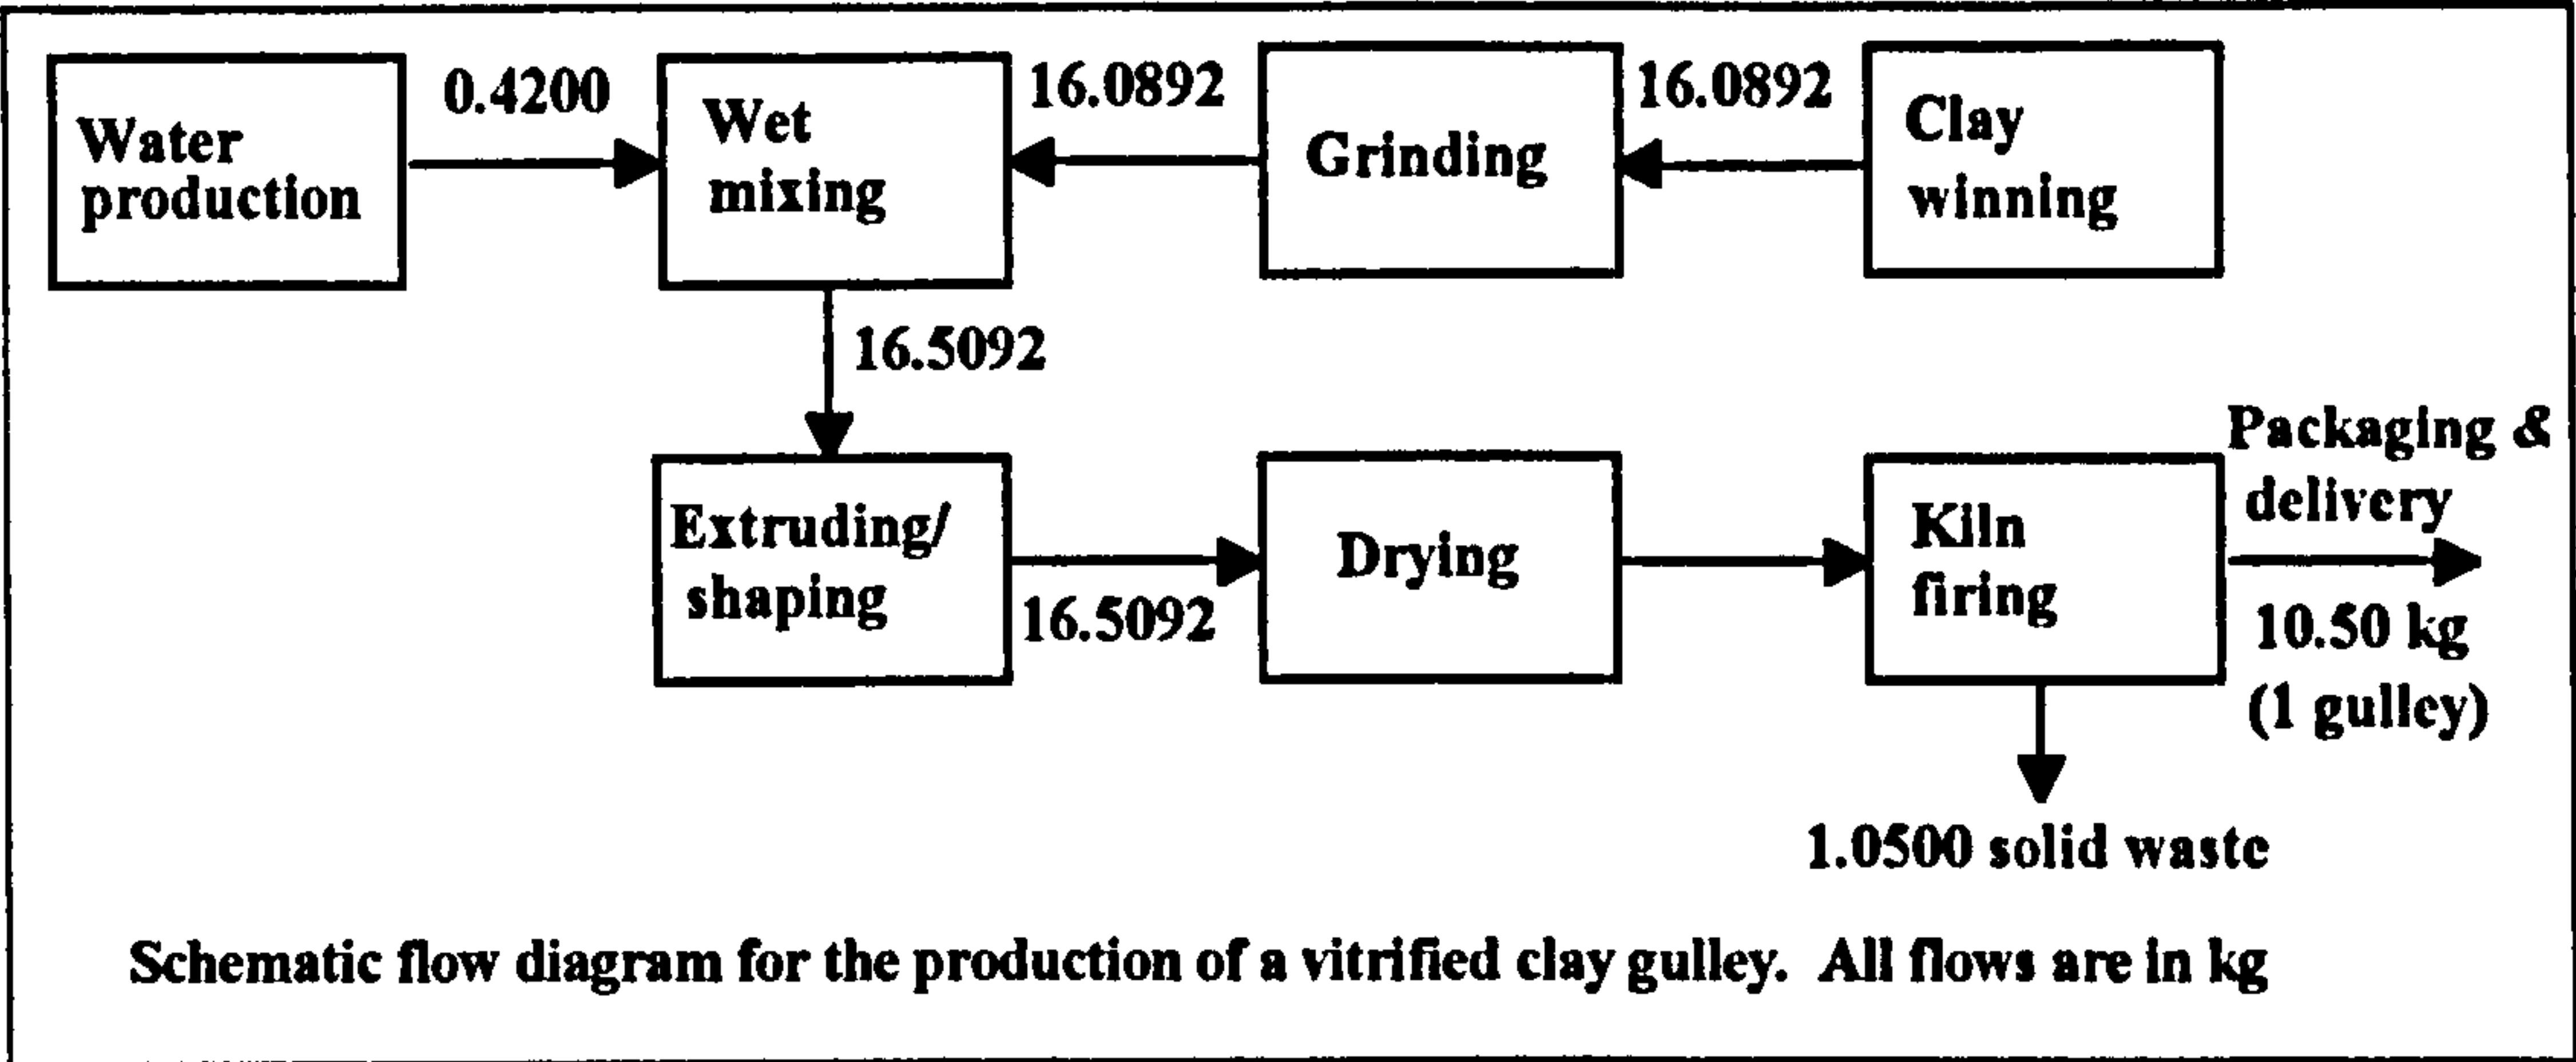 Water
production
0.4200
Wet
mixing
16.0892
Grinding
16.0892
Clay
winning
16.5092
Extruding/
shaping
16.5092
Drying
Kiln
firing
Packaging &
delivery
10.50 kg
(1 gulley)
1.0500 solid waste
Schematic flow diagram for the production of a vitrified clay gulley. All flows are in kg